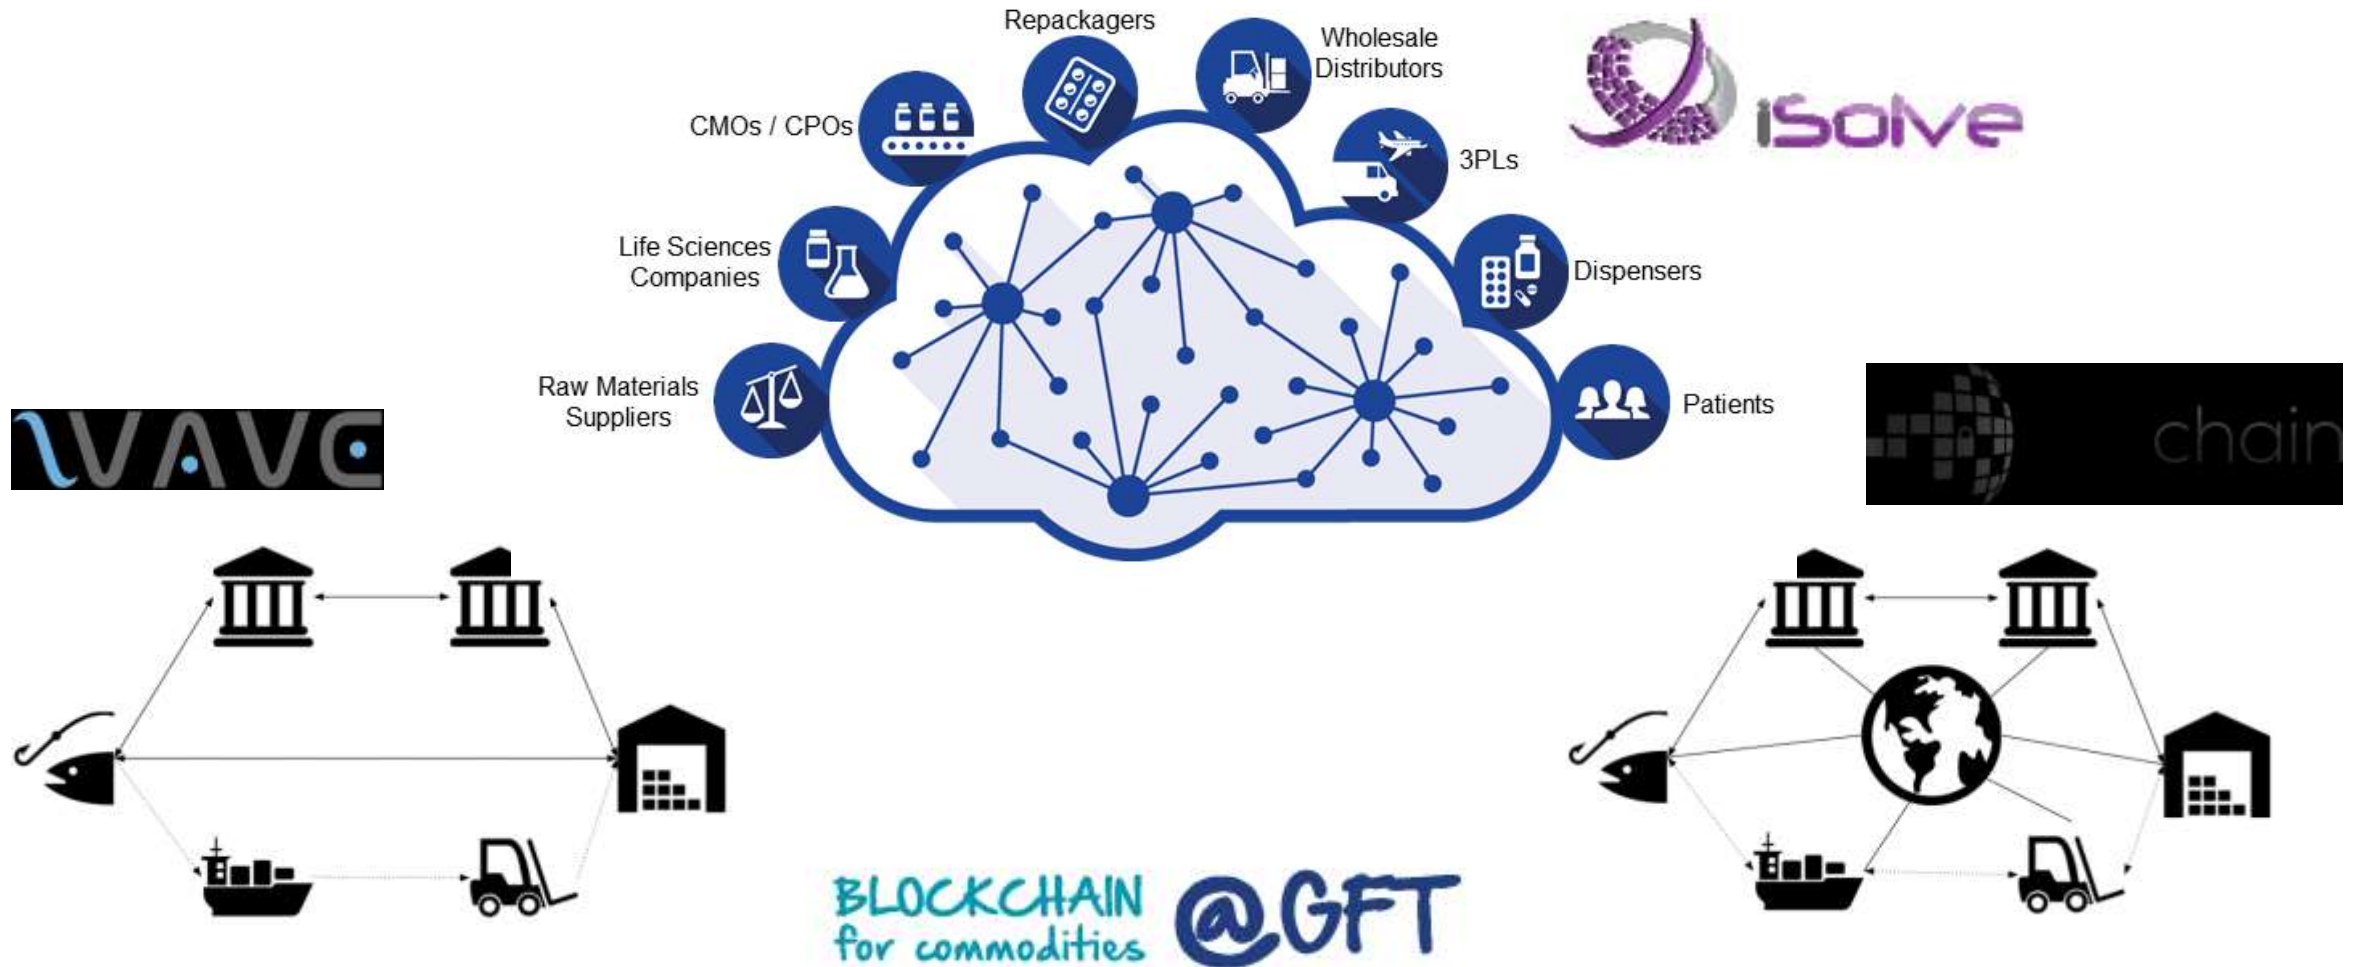 Repackagers
Wholesale
Distributors
iSolve
CMOs / CPOs
3PLs
Life Sciences
Companies
Dispensers
Raw Materials
Suppliers
Patients
WAVE
chain
BLOCKCHAIN
for commodities
@GFT